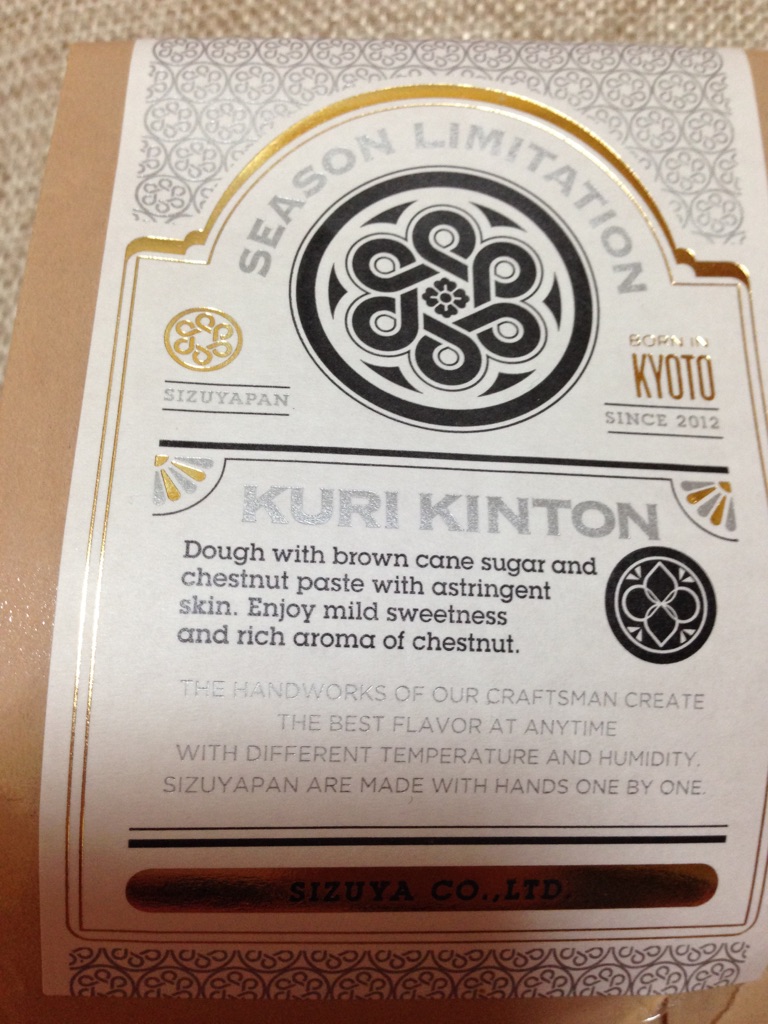 SEASON LIMITATION
SIZUYAPAN
BORN IN
KYOTO
SINCE 2012
KURI KINTON
Dough with brown cane sugar and
chestnut paste with astringent
skin. Enjoy mild sweetness
and rich aroma of chestnut.
THE HANDWORKS OF OUR CRAFTSMAN CREATE
THE BEST FLAVOR AT ANYTIME
WITH DIFFERENT TEMPERATURE AND HUMIDITY.
SIZUYAPAN ARE MADE WITH HANDS ONE BY ONE.
SIZUYA CO.,LTD.